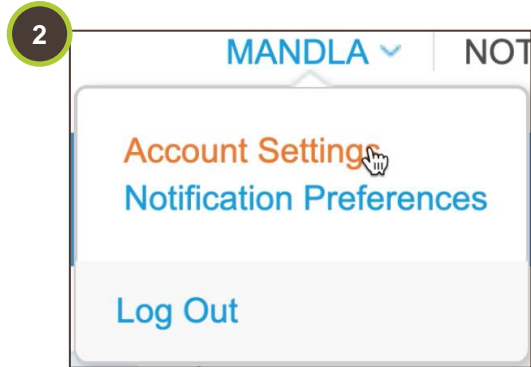 2
MANDLA NOT
Account Settings
Notification Preferences
Log Out